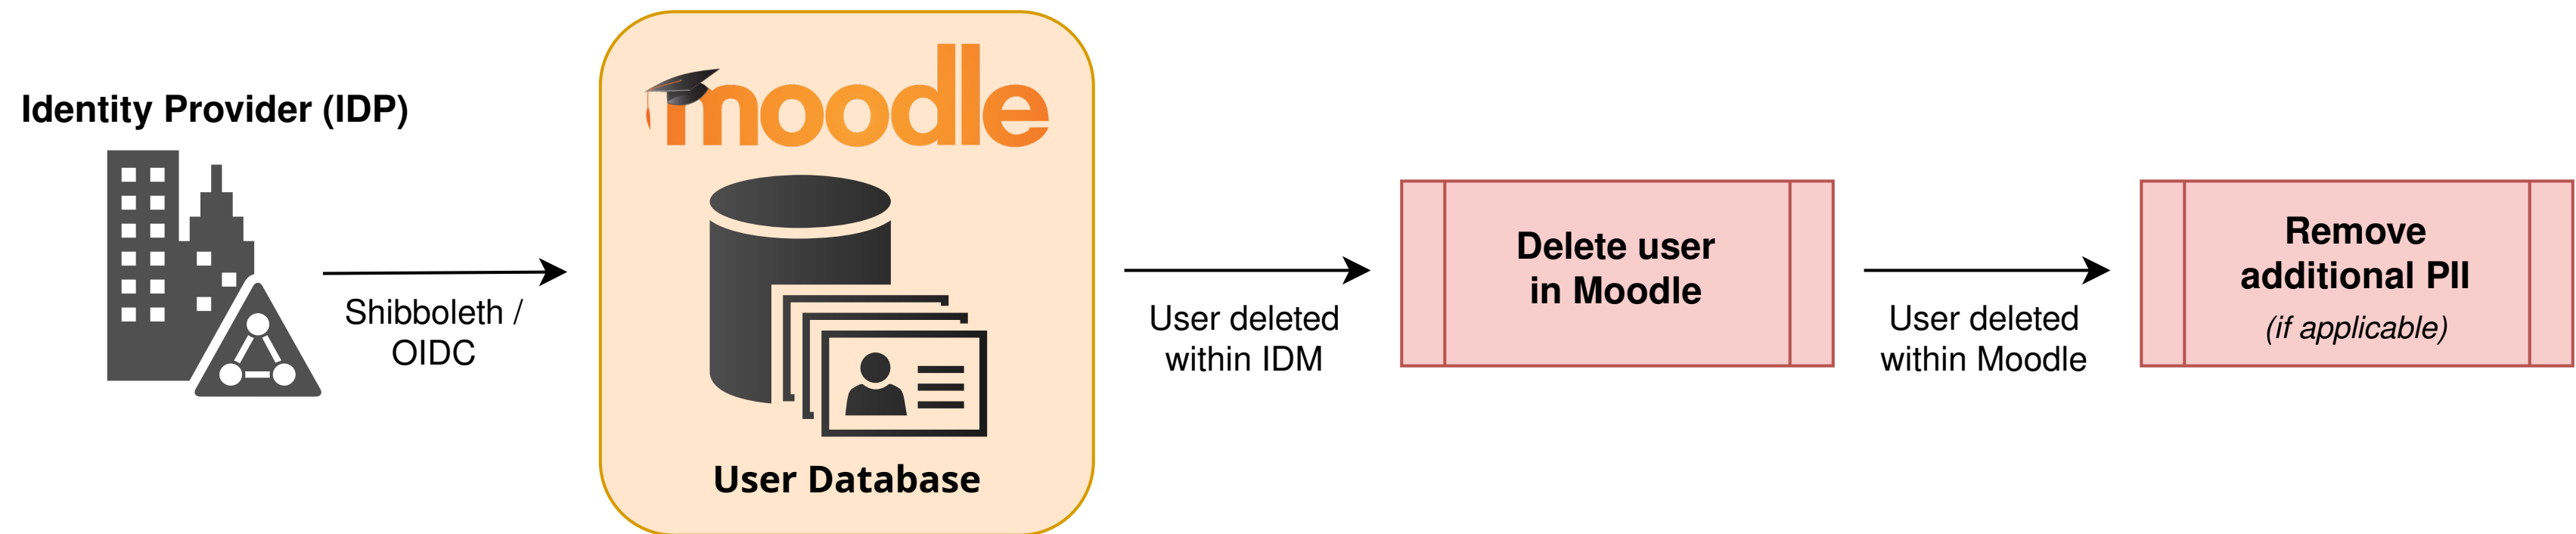 Identity Provider (IDP)
Shibboleth /
OIDC
moodle
User Database
User deleted
within IDM
Delete user
in Moodle
User deleted
within Moodle
Remove
additional PII
(if applicable)